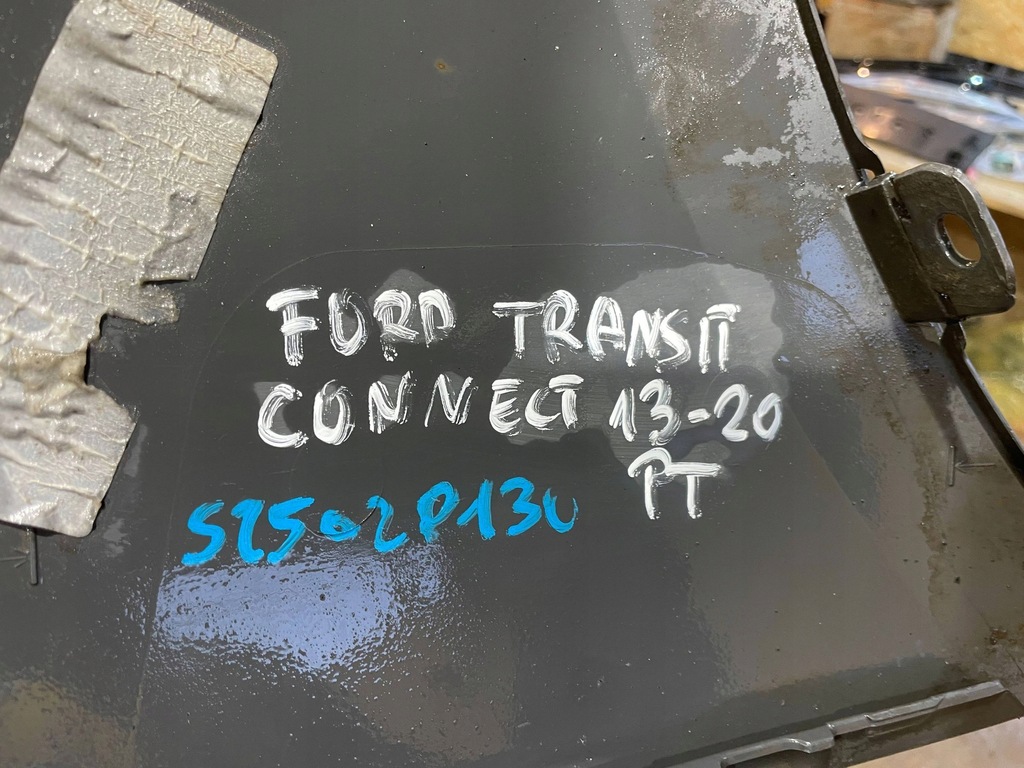 FORD TRANSIT
CONNECT 13-20
PT
S2502P130